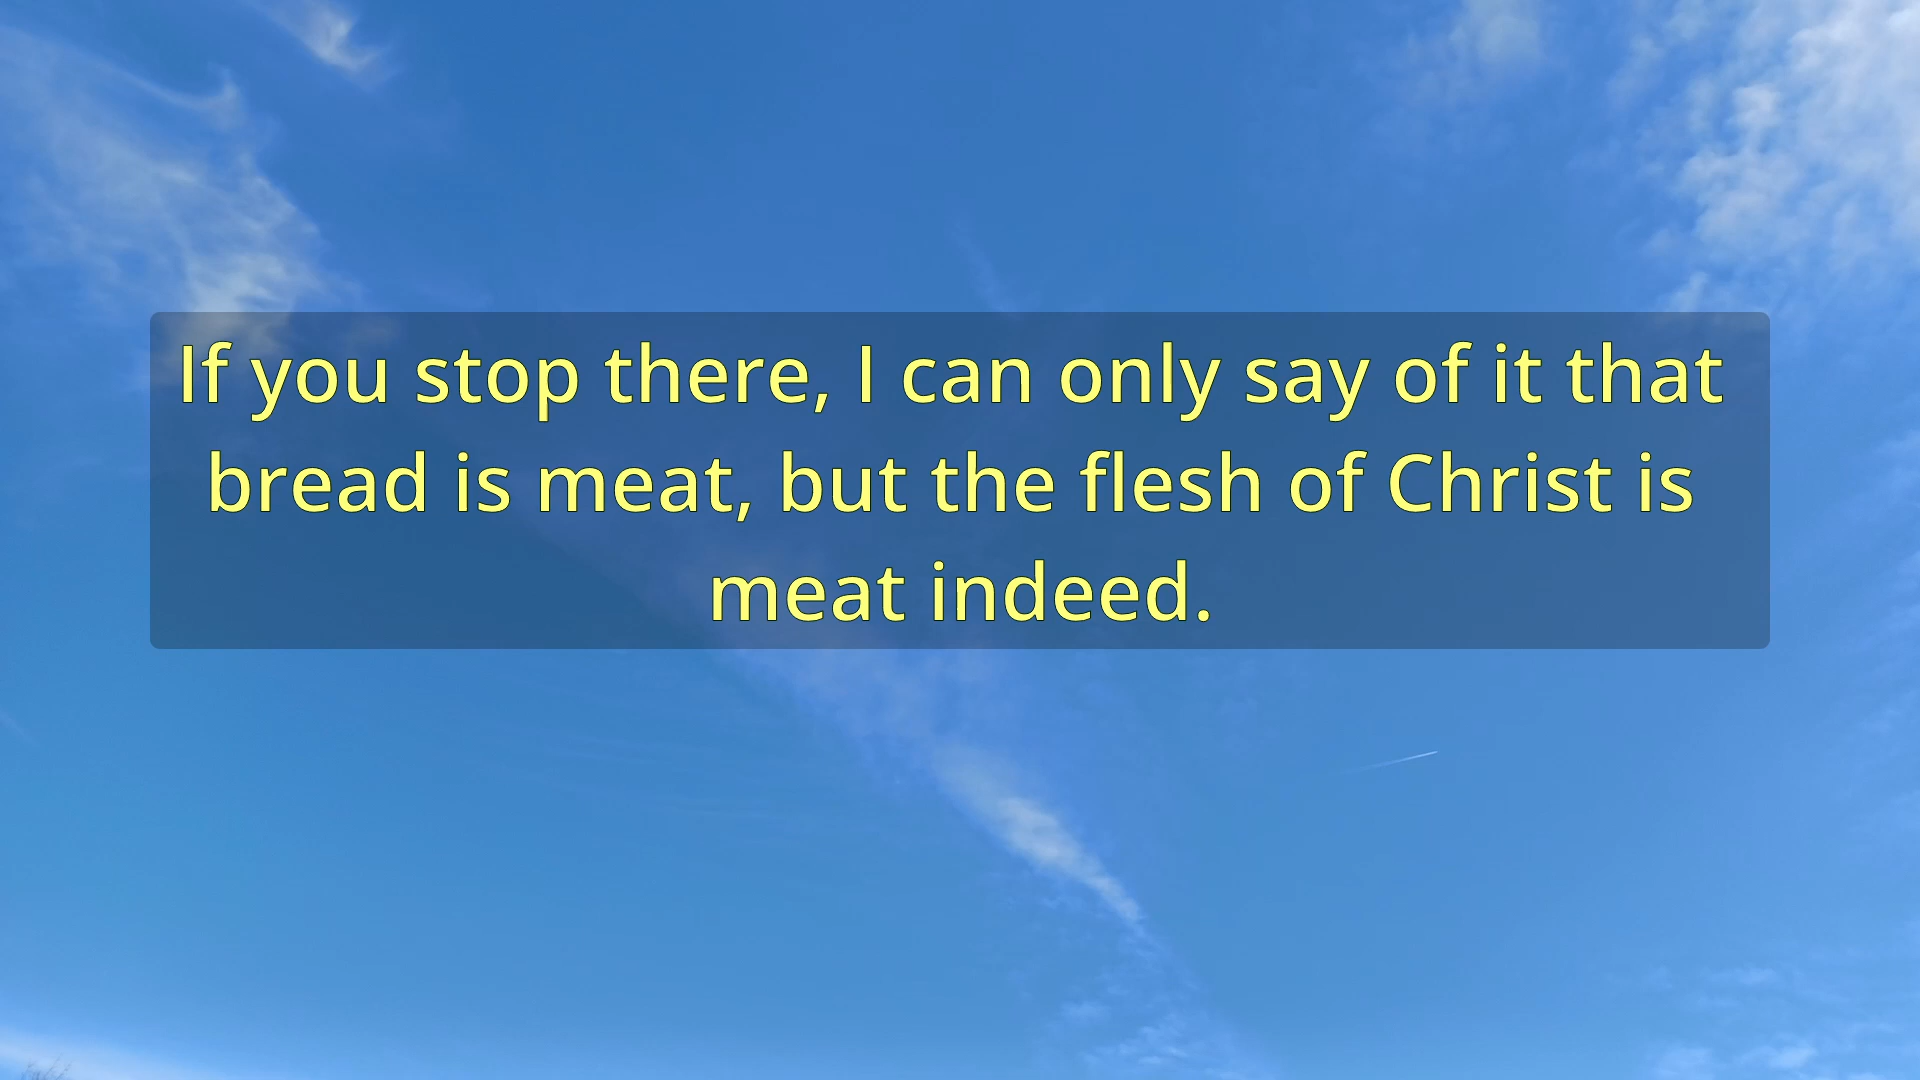 If you stop there, I can only say of it that
bread is meat, but the flesh of Christ is
meat indeed.